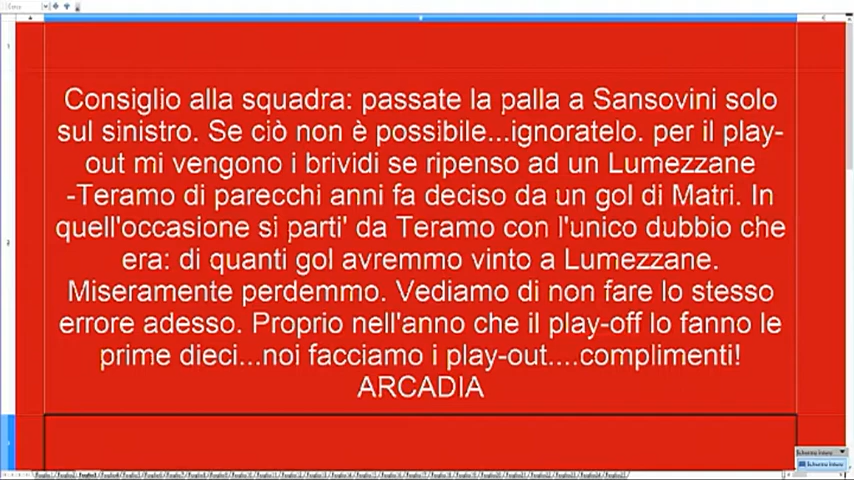 Consiglio alla squadra: passate la palla a Sansovini solo
sul sinistro. Se ciò non è possibile...ignoratelo. per il play-
out mi vengono i brividi se ripenso ad un Lumezzane
-Teramo di parecchi anni fa deciso da un gol di Matri. In
quell'occasione si parti' da Teramo con l'unico dubbio che
era: di quanti gol avremmo vinto a Lumezzane.
Miseramente perdemmo. Vediamo di non fare lo stesso
errore adesso. Proprio nell'anno che il play-off lo fanno le
prime dieci...noi facciamo i play-out....complimenti!
ARCADIA
Schermo intero
Schermo intero